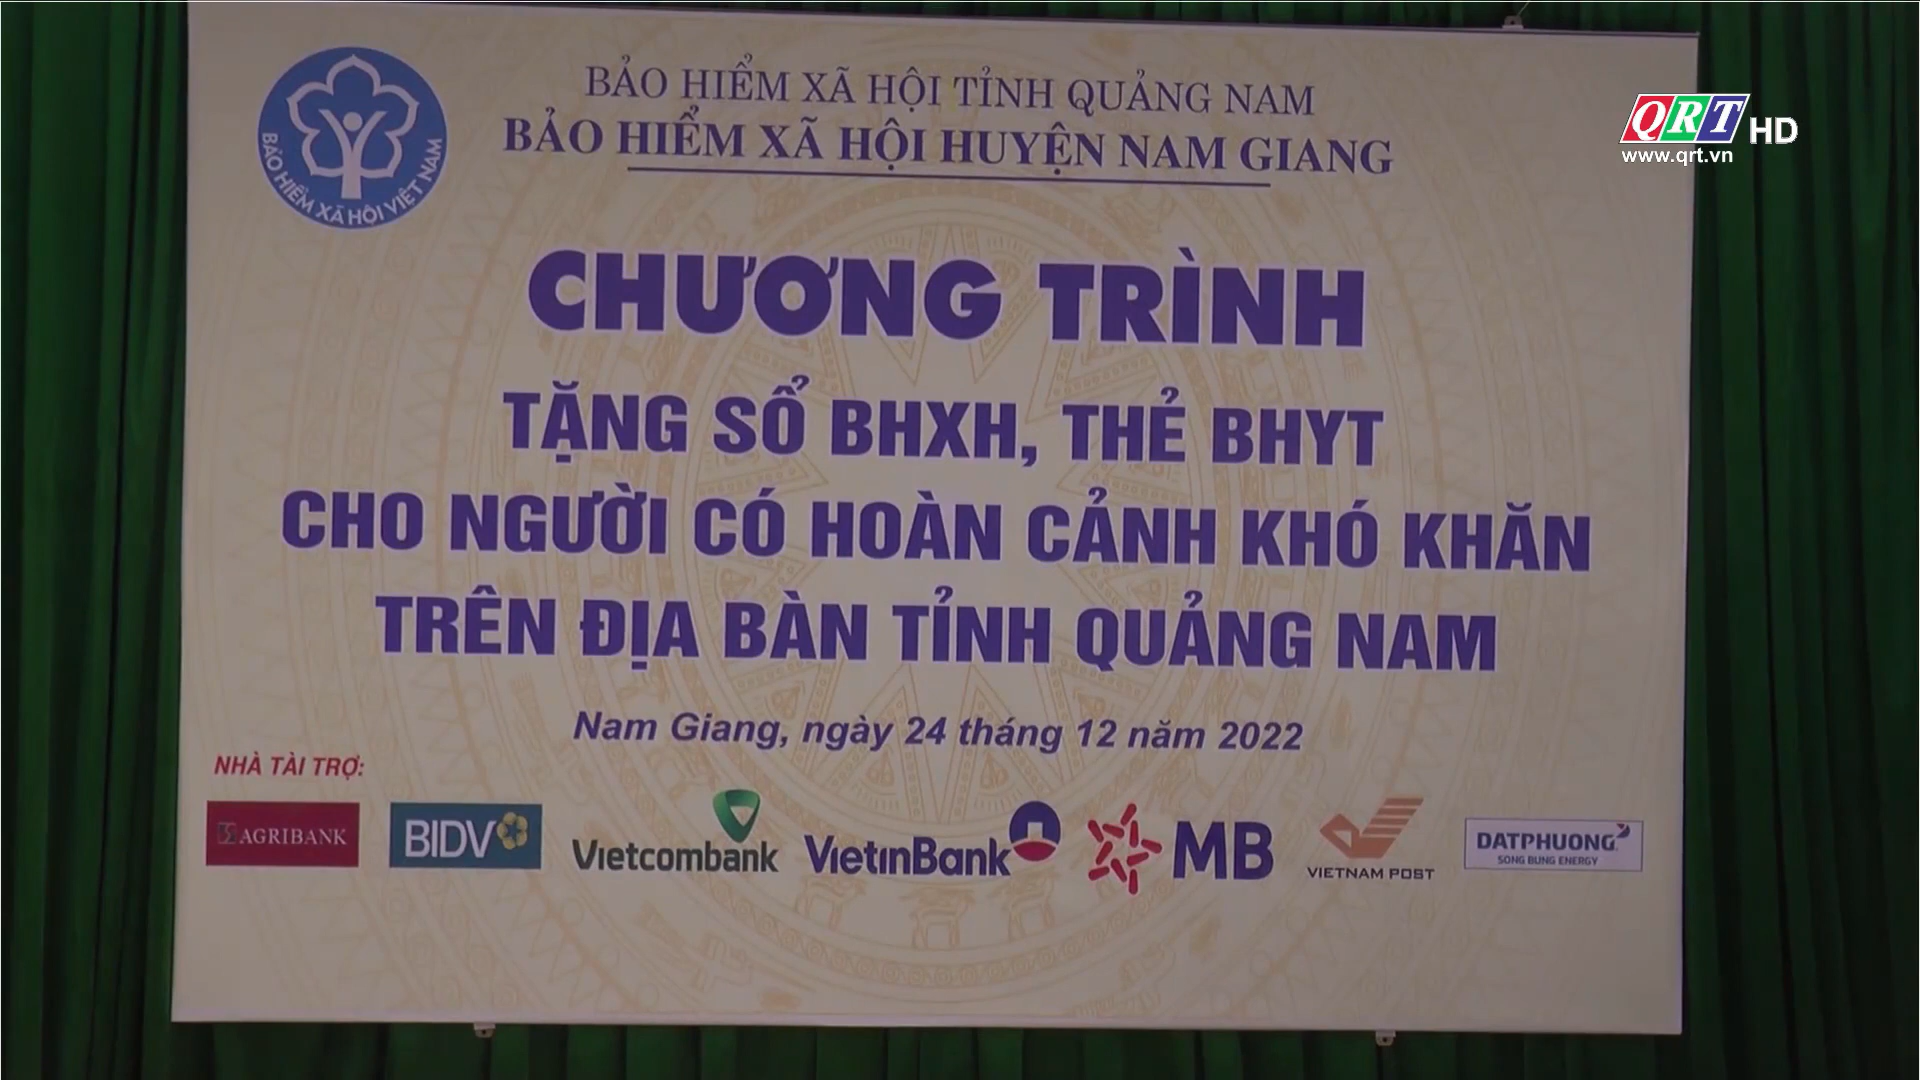 BẢO HIỂM XÃ HỘI TỈNH QUẢNG NAM
BẢO HIỂM XÃ HỘI HUYỆN NAM GIANG
BẢO HIỂM XÃ HỘI VIỆT NAM
QRT HD
www.qrt.vn
CHƯƠNG TRÌNH
TẶNG SỔ BHXH, THẺ BHYT
CHO NGƯỜI CÓ HOÀN CẢNH KHÓ KHĂN
TRÊN ĐỊA BÀN TỈNH QUẢNG NAM
Nam Giang, ngày 24 tháng 12 năm 2022
NHÀ TÀI TRỢ:
AGRIBANK
BIDV
Vietcombank
VietinBank
MB
VIETNAM POST
DATPHUONG
SONG BUNG ENERGY